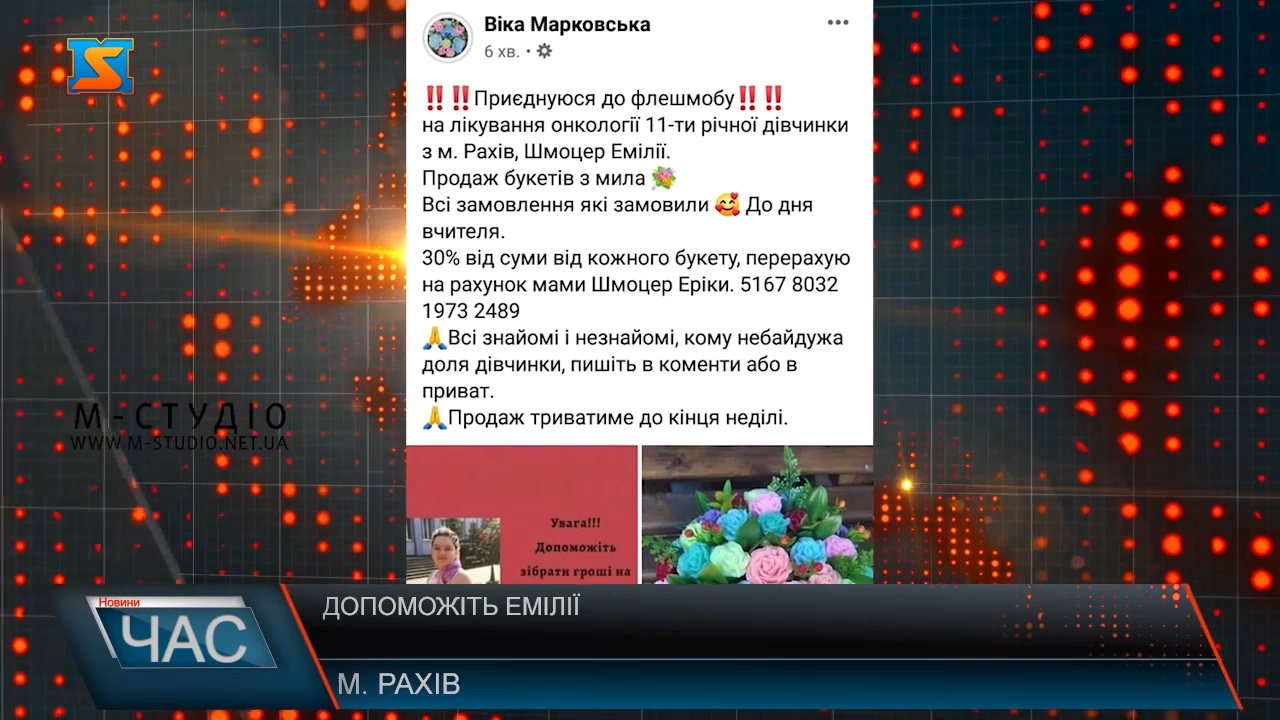 Віка Марковська
6 хв.
‼️‼️Приєднуюся до флешмобу‼️‼️
на лікування онкології 11-ти річної дівчинки
з м. Рахів, Шмоцер Емілії.
Продаж букетів з мила 💐
Всі замовлення які замовили 🥰 До дня
вчителя.
30% від суми від кожного букету, перерахую
на рахунок мами Шмоцер Еріки. 5167 8032
1973 2489
🙏Всі знайомі і незнайомі, кому небайдужа
доля дівчинки, пишіть в коменти або в
приват.
🙏Продаж триватиме до кінця неділі.
М-СТУДІО
WWW.M-STUDIO.NET.UA
Увага!!!
Допоможіть
зібрати гроші на
Новини
ЧАС
ДОПОМОЖІТЬ ЕМІЛІЇ
М. РАХІВ